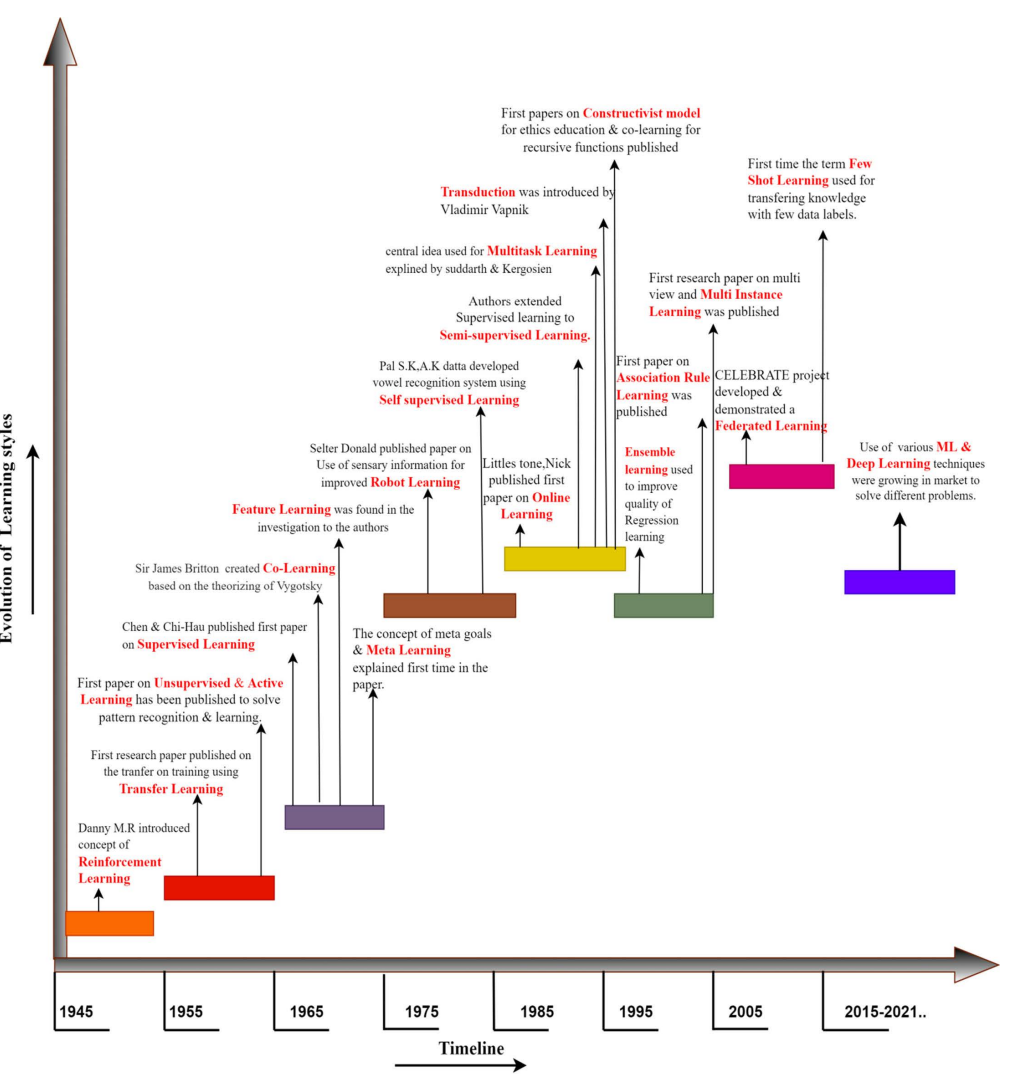 First papers on Constructivist model
for ethics education & co-learning for
recursive functions published
First time the term Few
Shot Learning used for
transfering knowledge
with few data labels.
Transduction was introduced by
Vladimir Vapnik
central idea used for Multitask Learning
explined by suddarth & Kergosien
First research paper on multi
view and Multi Instance
Learning was published
Authors extended
Supervised learning to
Semi-supervised Learning.
Pal S.K,A.K datta developed
vowel recognition system using
Self supervised Learning
First paper on
Association Rule
Learning was
published
CELEBRATE project
developed &
demonstrated a
Federated Learning
Selter Donald published paper on
Use of sensary information for
improved Robot Learning
Littles tone,Nick
published first
paper on Online
Learning
Ensemble
learning used
to improve
quality of
Regression
learning
Use of various ML &
Deep Learning techniques
were growing in market to
solve different problems.
Feature Learning was found in the
investigation to the authors
Sir James Britton created Co-Learning
based on the theorizing of Vygotsky
Chen & Chi-Hau published first paper
on Supervised Learning
The concept of meta goals
& Meta Learning
explained first time in the
paper.
First paper on Unsupervised & Active
Learning has been published to solve
pattern recognition & learning.
First research paper published on
the tranfer on training using
Transfer Learning
Danny M.R introduced
concept of
Reinforcement
Learning
Evolution of Learning styles
1945
1955
1965
1975
1985
1995
2005
2015-2021..
Timeline